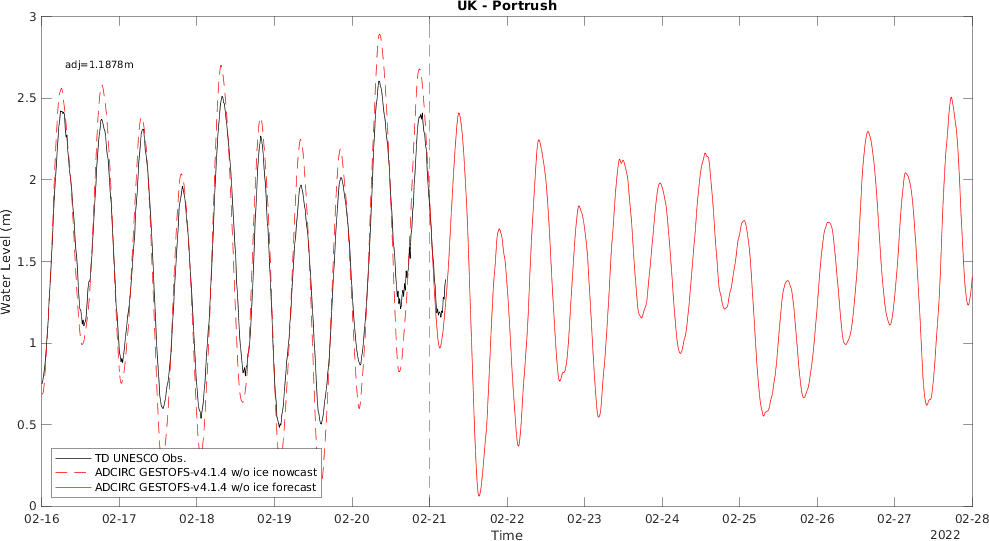 UK - Portrush
adj=1.1878m
Water Level (m)
3
2.5
2
1.5
1
0.5
0
TD UNESCO Obs.
ADCIRC GESTOFS-v4.1.4 w/o ice nowcast
ADCIRC GESTOFS-v4.1.4 w/o ice forecast
02-16 02-17 02-18 02-19 02-20 02-21 02-22 02-23 02-24 02-25 02-26 02-27 02-28
Time
2022